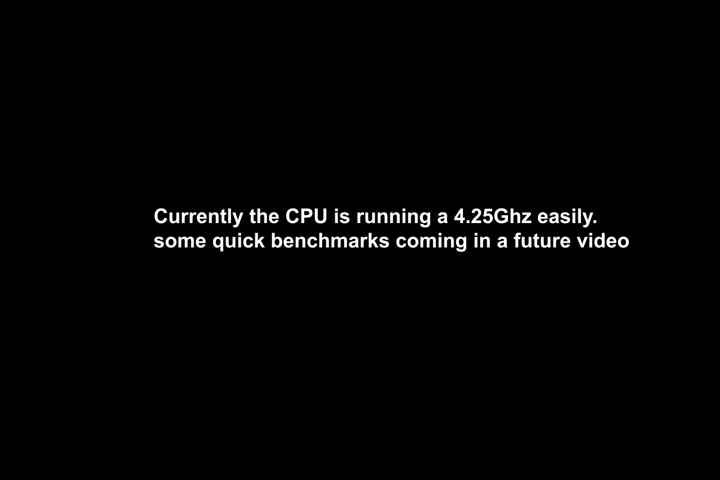 Currently the CPU is running a 4.25Ghz easily.
some quick benchmarks coming in a future video